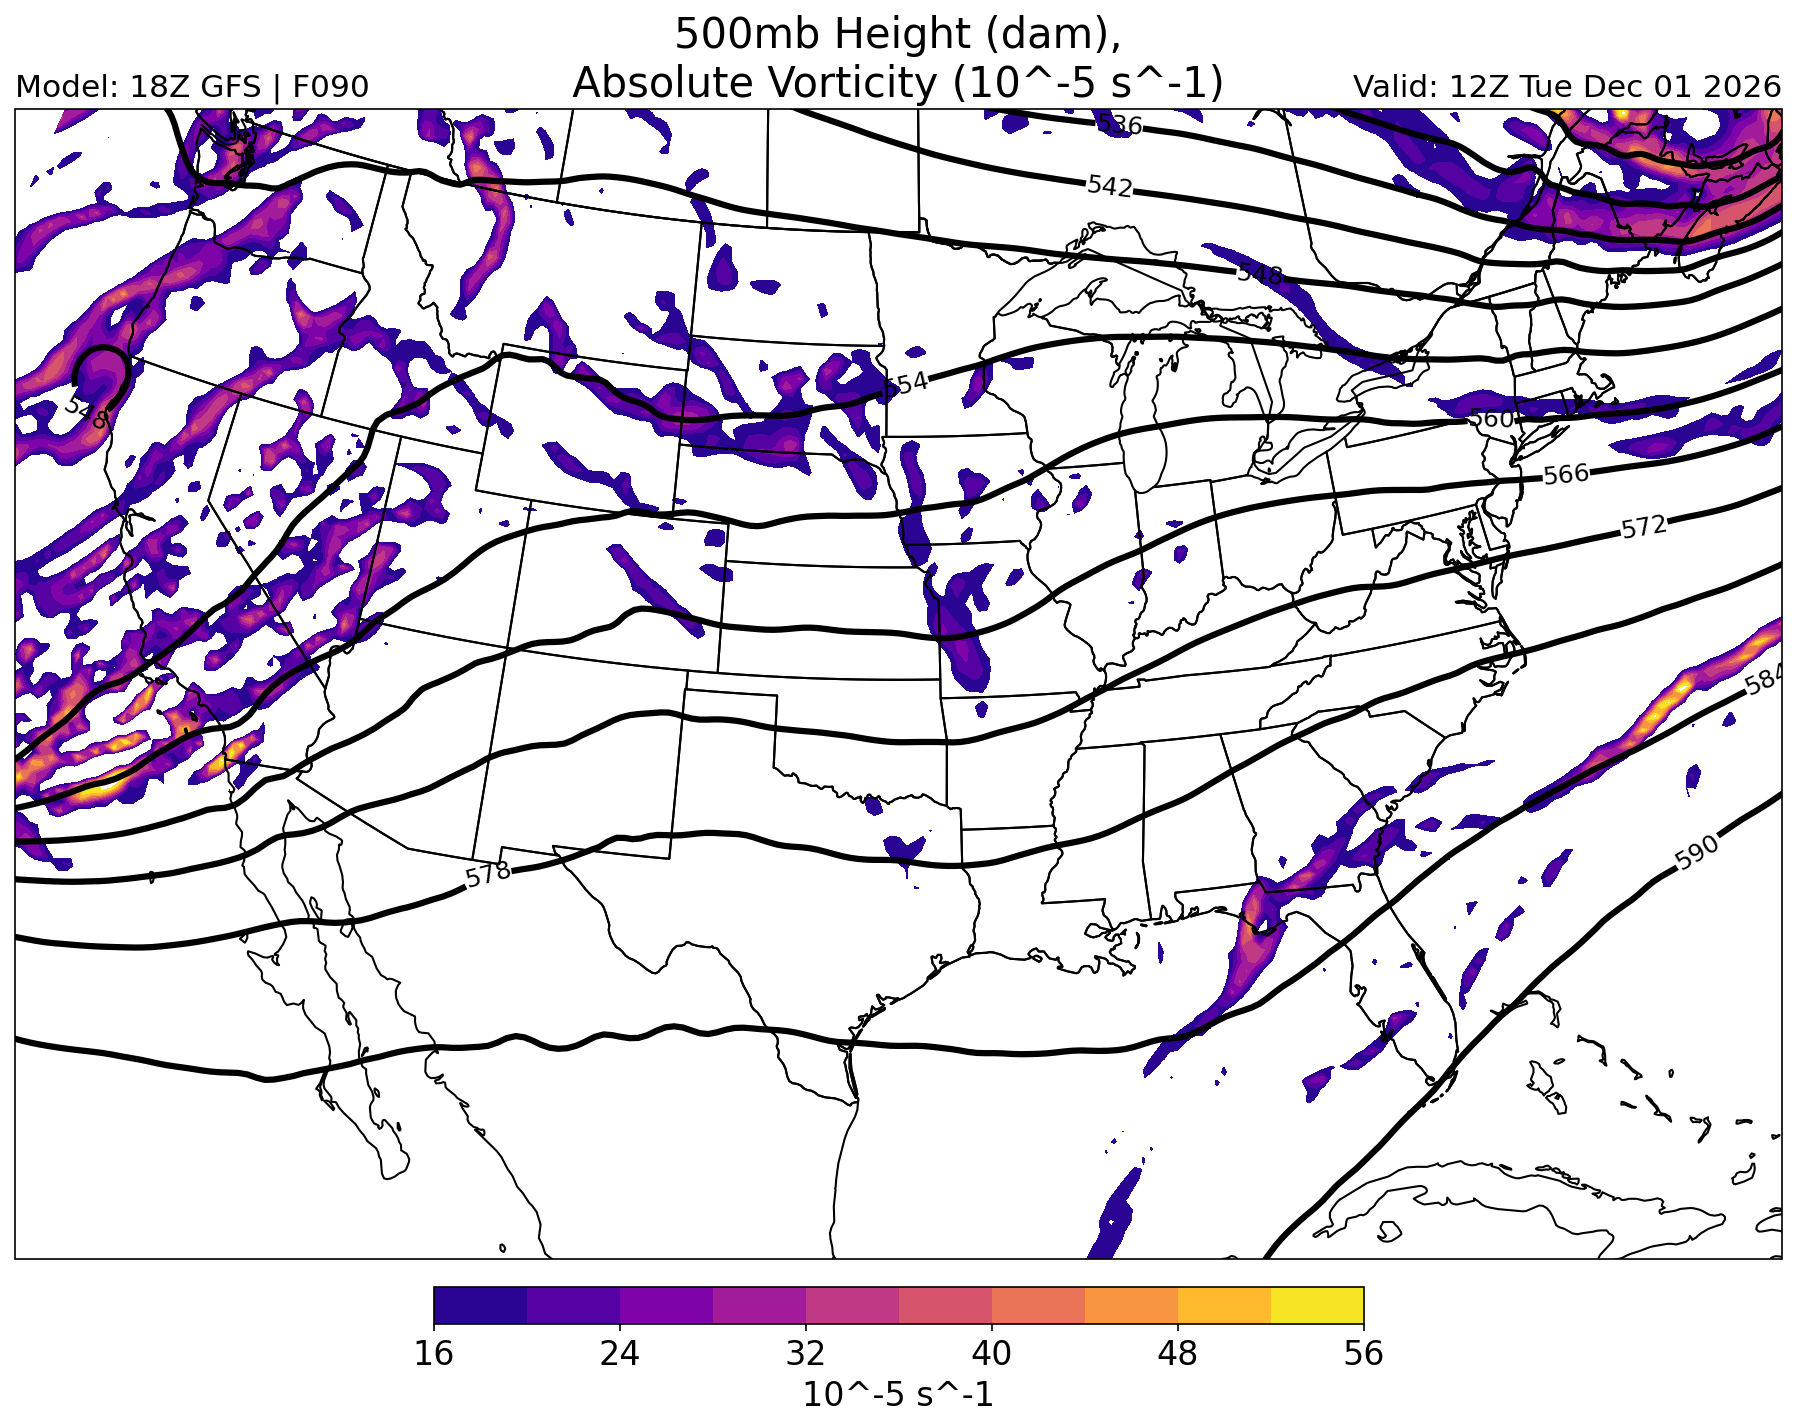 500mb Height (dam),
Model: 18Z GFS | F090
Absolute Vorticity (10^-5 s^-1)
Valid: 12Z Tue Dec 01 2026
536
542
548
548
554
560
566
572
584
590
578
16 24 32 40 48 56
10^-5 s^-1